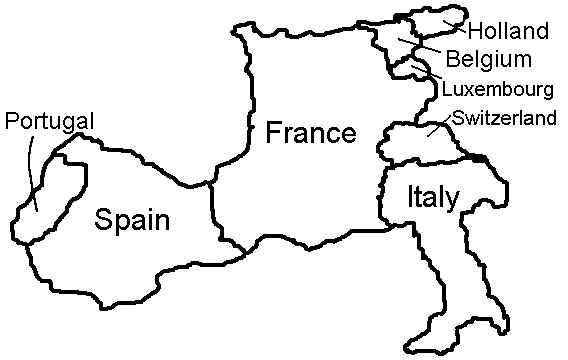 Holland
Belgium
Luxembourg
Switzerland
Portugal
France
Italy
Spain